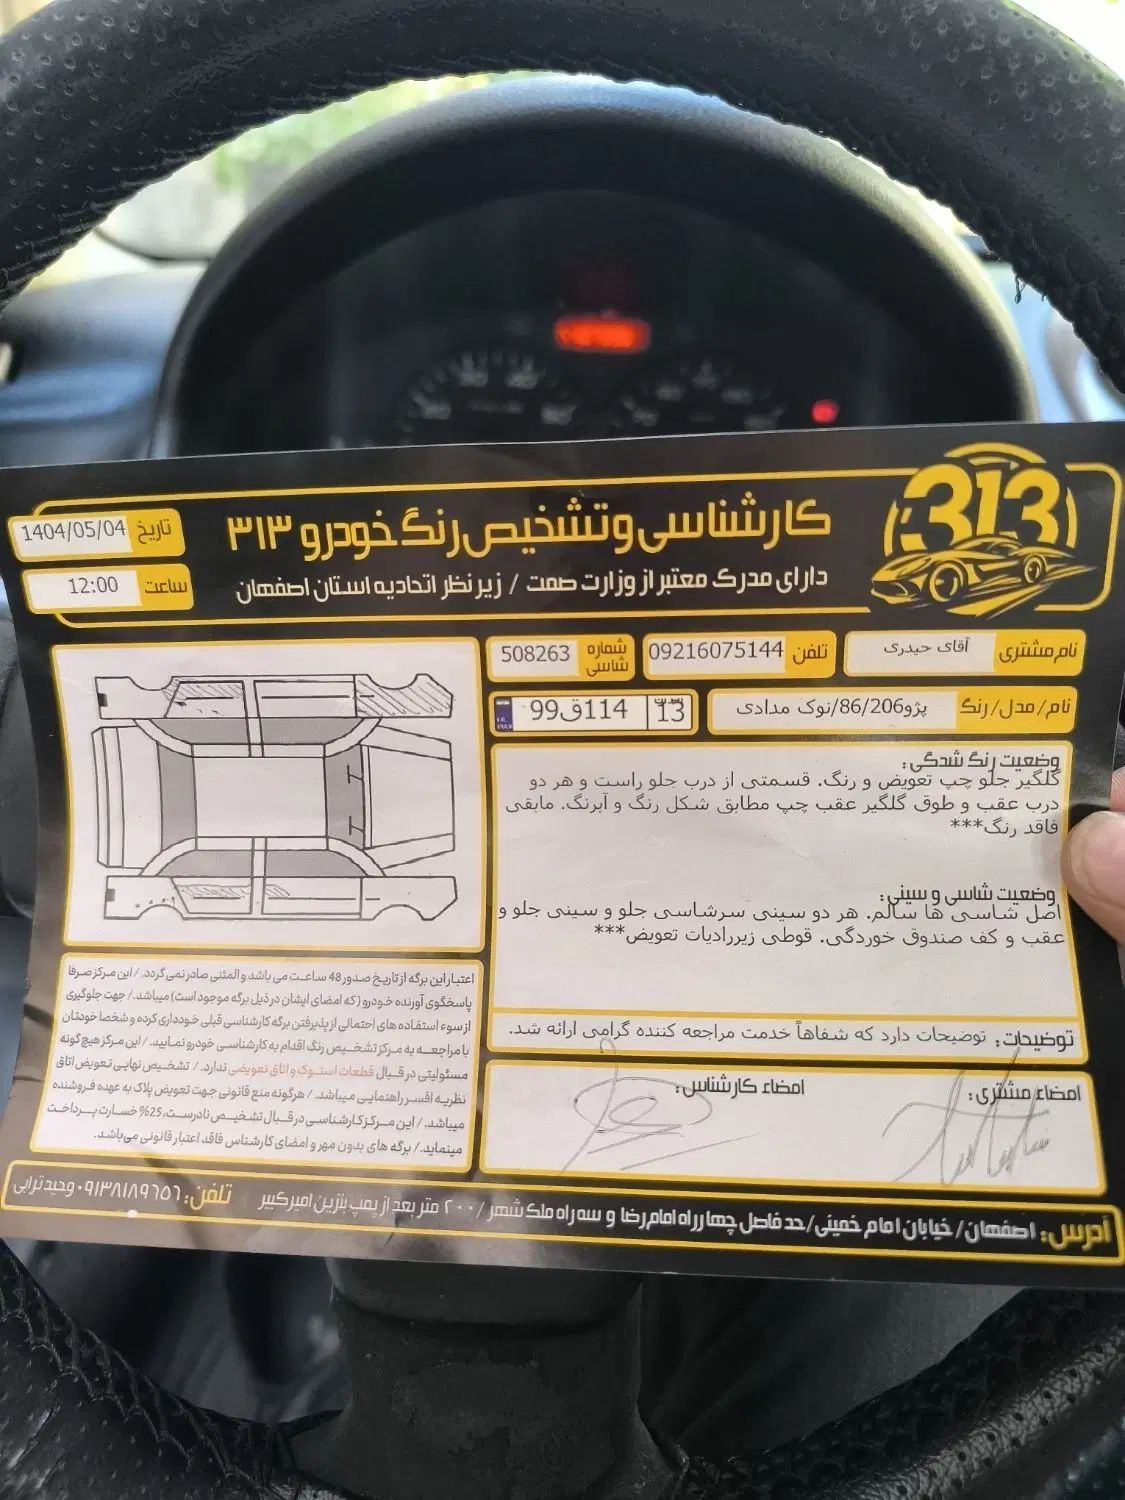 313
کارشناسی و تشخیص رنگ خودرو ۳۱۳
دارای مدرک معتبر از وزارت صمت / زیر نظر اتحادیه استان اصفهان
تاریخ 1404/05/04
ساعت 12:00
نام مشتری آقای حیدری
تلفن 09216075144
شماره شاسی 508263
نام/مدل/رنگ پژو206/86/نوک مدادی
99ق114 13
وضعیت رنگ شدگی:
گلگیر جلو چپ تعویض و رنگ. قسمتی از درب جلو راست و هر دو
درب عقب و طوق گلگیر عقب چپ مطابق شکل رنگ و آبرنگ. مابقی
فاقد رنگ***
وضعیت شاسی و سینی:
اصل شاسی ها سالم. هر دو سینی سرشاسی جلو و سینی جلو و
عقب و کف صندوق خوردگی. قوطی زیررادیات تعویض***
توضیحات: توضیحات دارد که شفاهاً خدمت مراجعه کننده گرامی ارائه شد.
امضاء مشتری:
امضاء کارشناس:
اعتبار این برگه از تاریخ صدور 48 ساعت می باشد و المثنی صادر نمی گردد. / این مرکز صرفا
پاسخگوی آورنده خودرو (که امضای ایشان در ذیل برگه موجود است) میباشد./ جهت جلوگیری
از سوء استفاده های احتمالی از پذیرفتن برگه کارشناسی قبلی خودداری کرده و شخصا خودتان
با مراجعه به مرکز تشخیص رنگ اقدام به کارشناسی خودرو نمایید. / این مرکز هیچ گونه
مسئولیتی در قبال قطعات استوک و اتاق تعویضی ندارد. / تشخیص نهایی تعویض اتاق
نظریه افسر راهنمایی میباشد. / هرگونه منع قانونی جهت تعویض پلاک به عهده فروشنده
میباشد. / این مرکز کارشناسی در قبال تشخیص نادرست، 25% خسارت پرداخت
مینماید./ برگه های بدون مهر و امضای کارشناس فاقد اعتبار قانونی می باشد.
آدرس: اصفهان/ خیابان امام خمینی/حد فاصل چهارراه امام رضا و سه راه ملک شهر / ۲۰۰ متر بعد از پمپ بنزین امیرکبیر تلفن: ۰۹۱۳۸۱۸۹۶۵۶ وحید ترابی